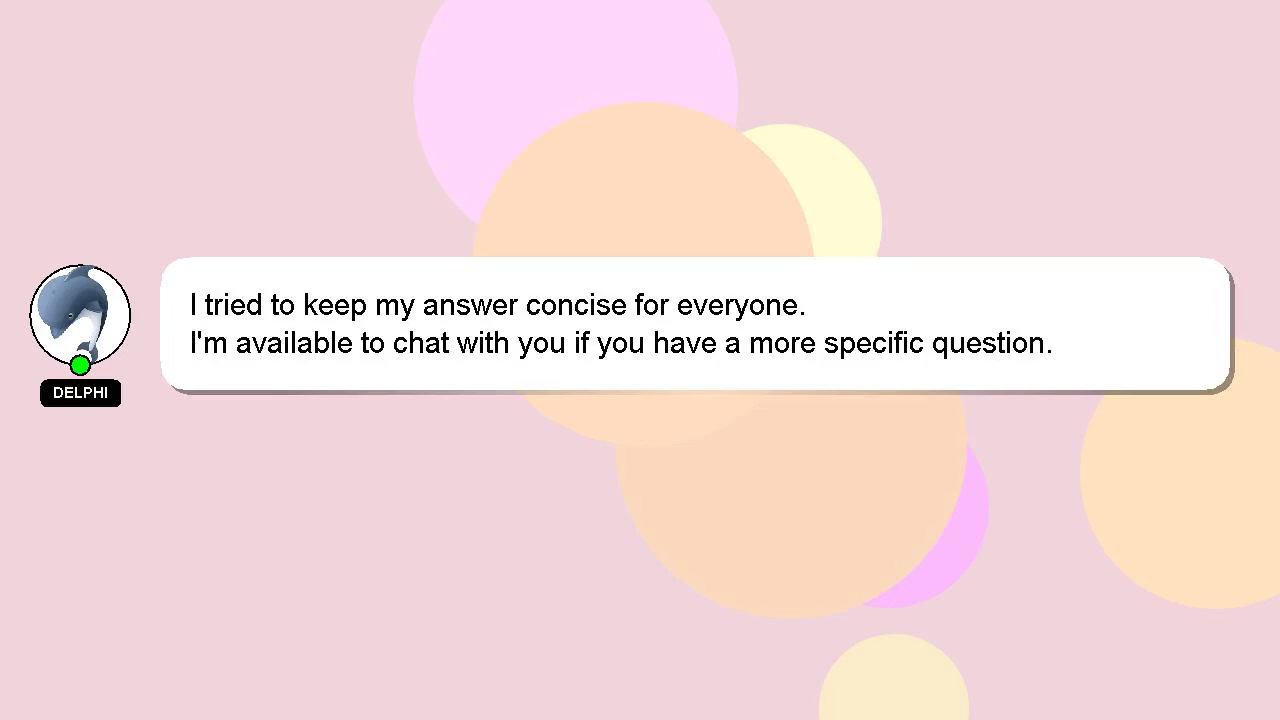 I tried to keep my answer concise for everyone.
I'm available to chat with you if you have a more specific question.
DELPHI